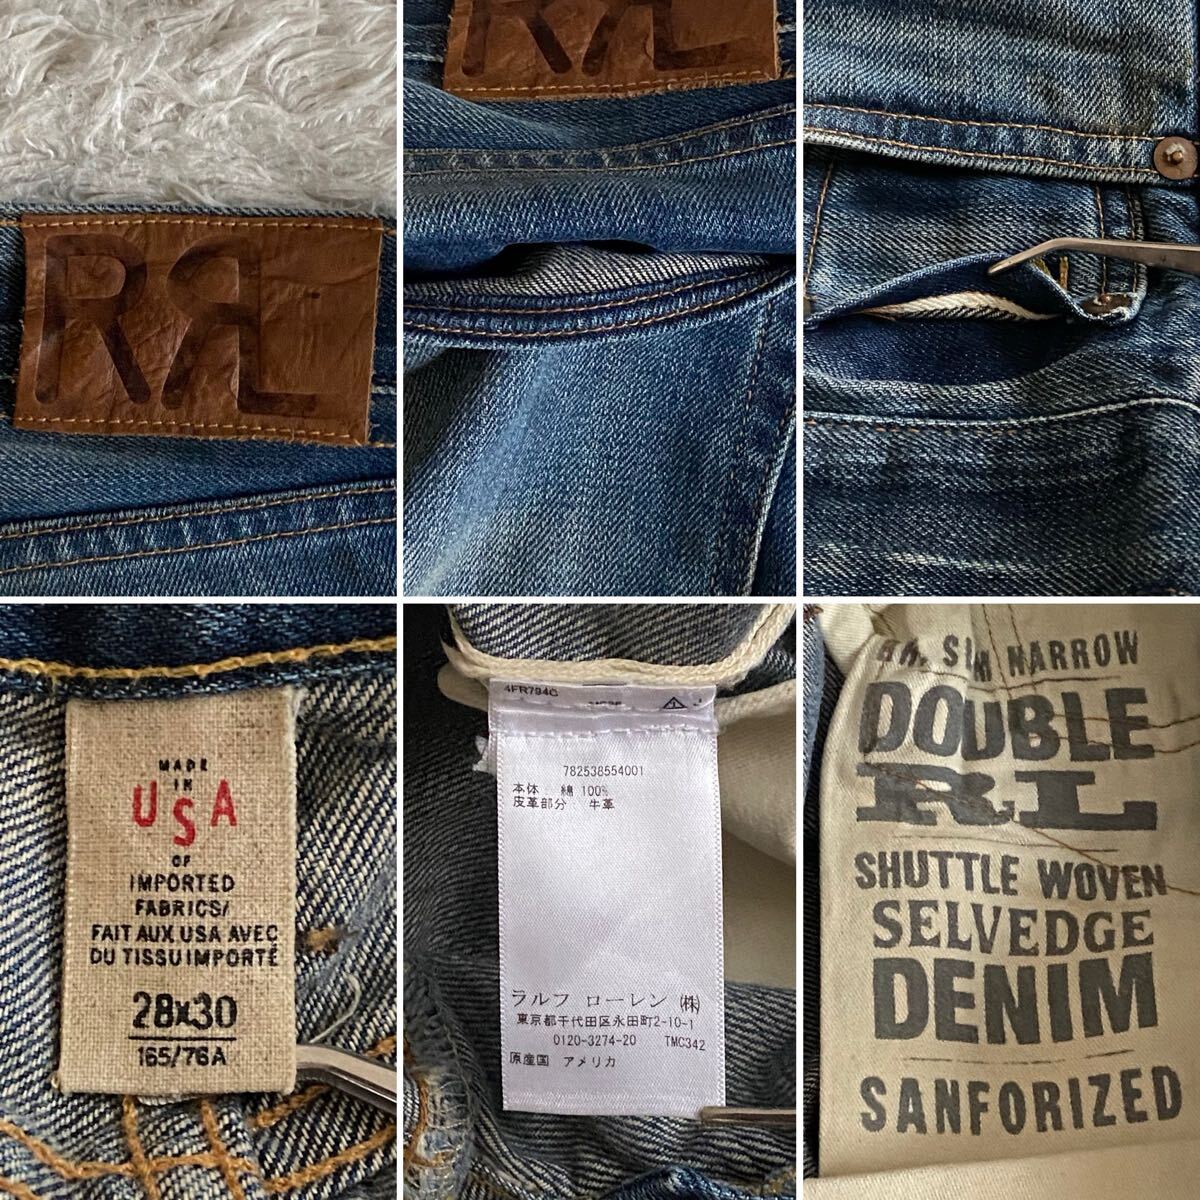 RRL
RRL
MADE
IN
USA
OF
IMPORTED
FABRICS/
FAIT AUX USA AVEC
DU TISSU IMPORTÉ
28x30
165/76A
4FR794C
782538554001
本体: 綿 100%
皮革部分: 牛革
ラルフ ローレン ㈱
東京都千代田区永田町2-10-1
0120-3274-20 TMC342
原産国 アメリカ
SLIM NARROW
DOUBLE
RL
SHUTTLE WOVEN
SELVEDGE
DENIM
SANFORIZED